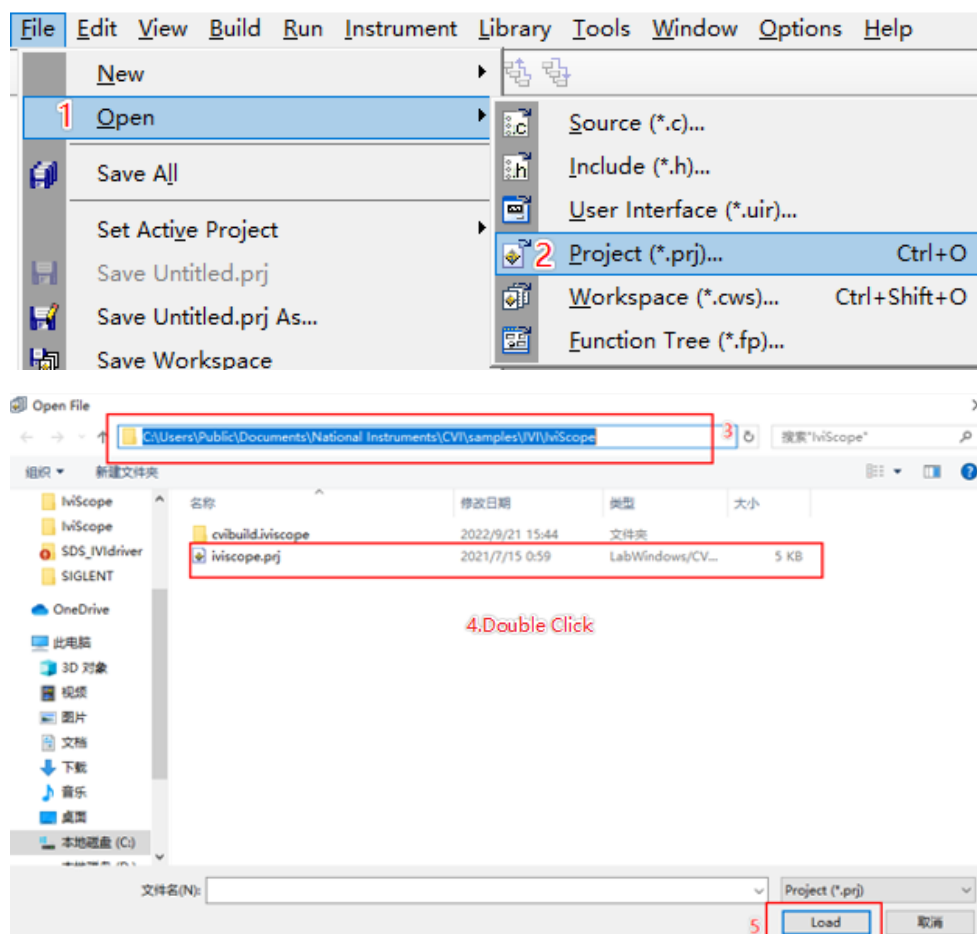 File Edit View Build Run Instrument Library Tools Window Options Help
New
1 Open
Save All
Set Active Project
Save Untitled.prj
Save Untitled.prj As...
Save Workspace
Source (*.c)...
Include (*.h)...
User Interface (*.uir)...
2 Project (*.prj)... Ctrl+O
Workspace (*.cws)... Ctrl+Shift+O
Function Tree (*.fp)...
Open File
C:\Users\Public\Documents\National Instruments\CVI\samples\IVI\IviScope 3 搜索"IviScope"
组织 新建文件夹
名称 修改日期 类型 大小
cvibuild.iviscope 2022/9/21 15:44 文件夹
iviscope.prj 2021/7/15 0:59 LabWindows/CV... 5 KB
4.Double Click
IviScope
IviScope
SDS_IVIdriver
SIGLENT
OneDrive
此电脑
3D 对象
视频
图片
文档
下载
音乐
桌面
本地磁盘 (C:)
文件名(N): Project (*.prj)
5 Load 取消